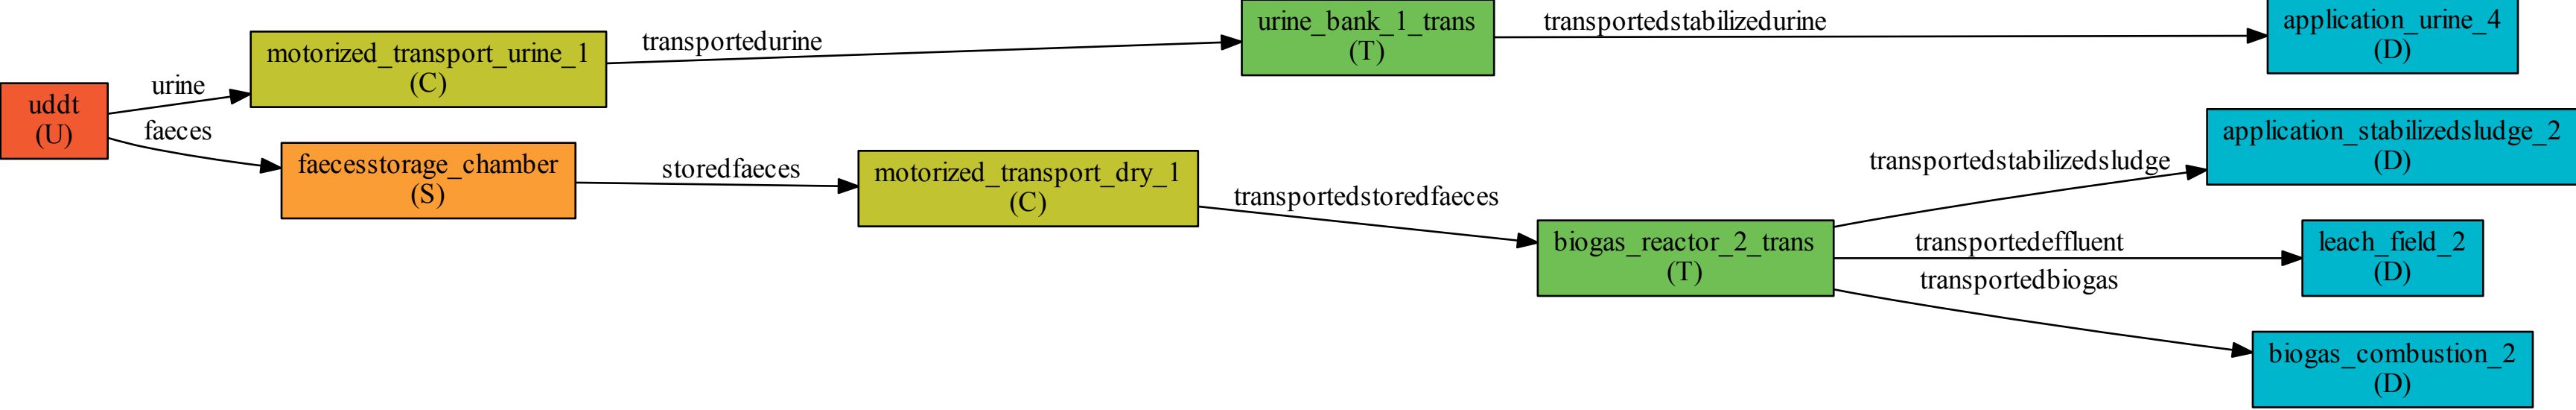 uddt
(U)
urine
faeces
motorized_transport_urine_1
(C)
faecesstorage_chamber
(S)
transportedurine
storedfaeces
motorized_transport_dry_1
(C)
urine_bank_1_trans
(T)
transportedstoredfaeces
biogas_reactor_2_trans
(T)
transportedstabilizedurine
transportedstabilizedsludge
transportedeffluent
transportedbiogas
application_urine_4
(D)
application_stabilizedsludge_2
(D)
leach_field_2
(D)
biogas_combustion_2
(D)